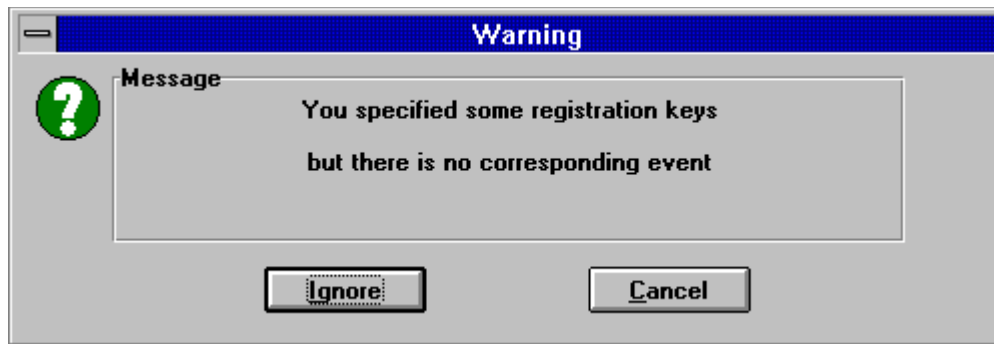 Warning
Message
You specified some registration keys
but there is no corresponding event
Ignore
Cancel